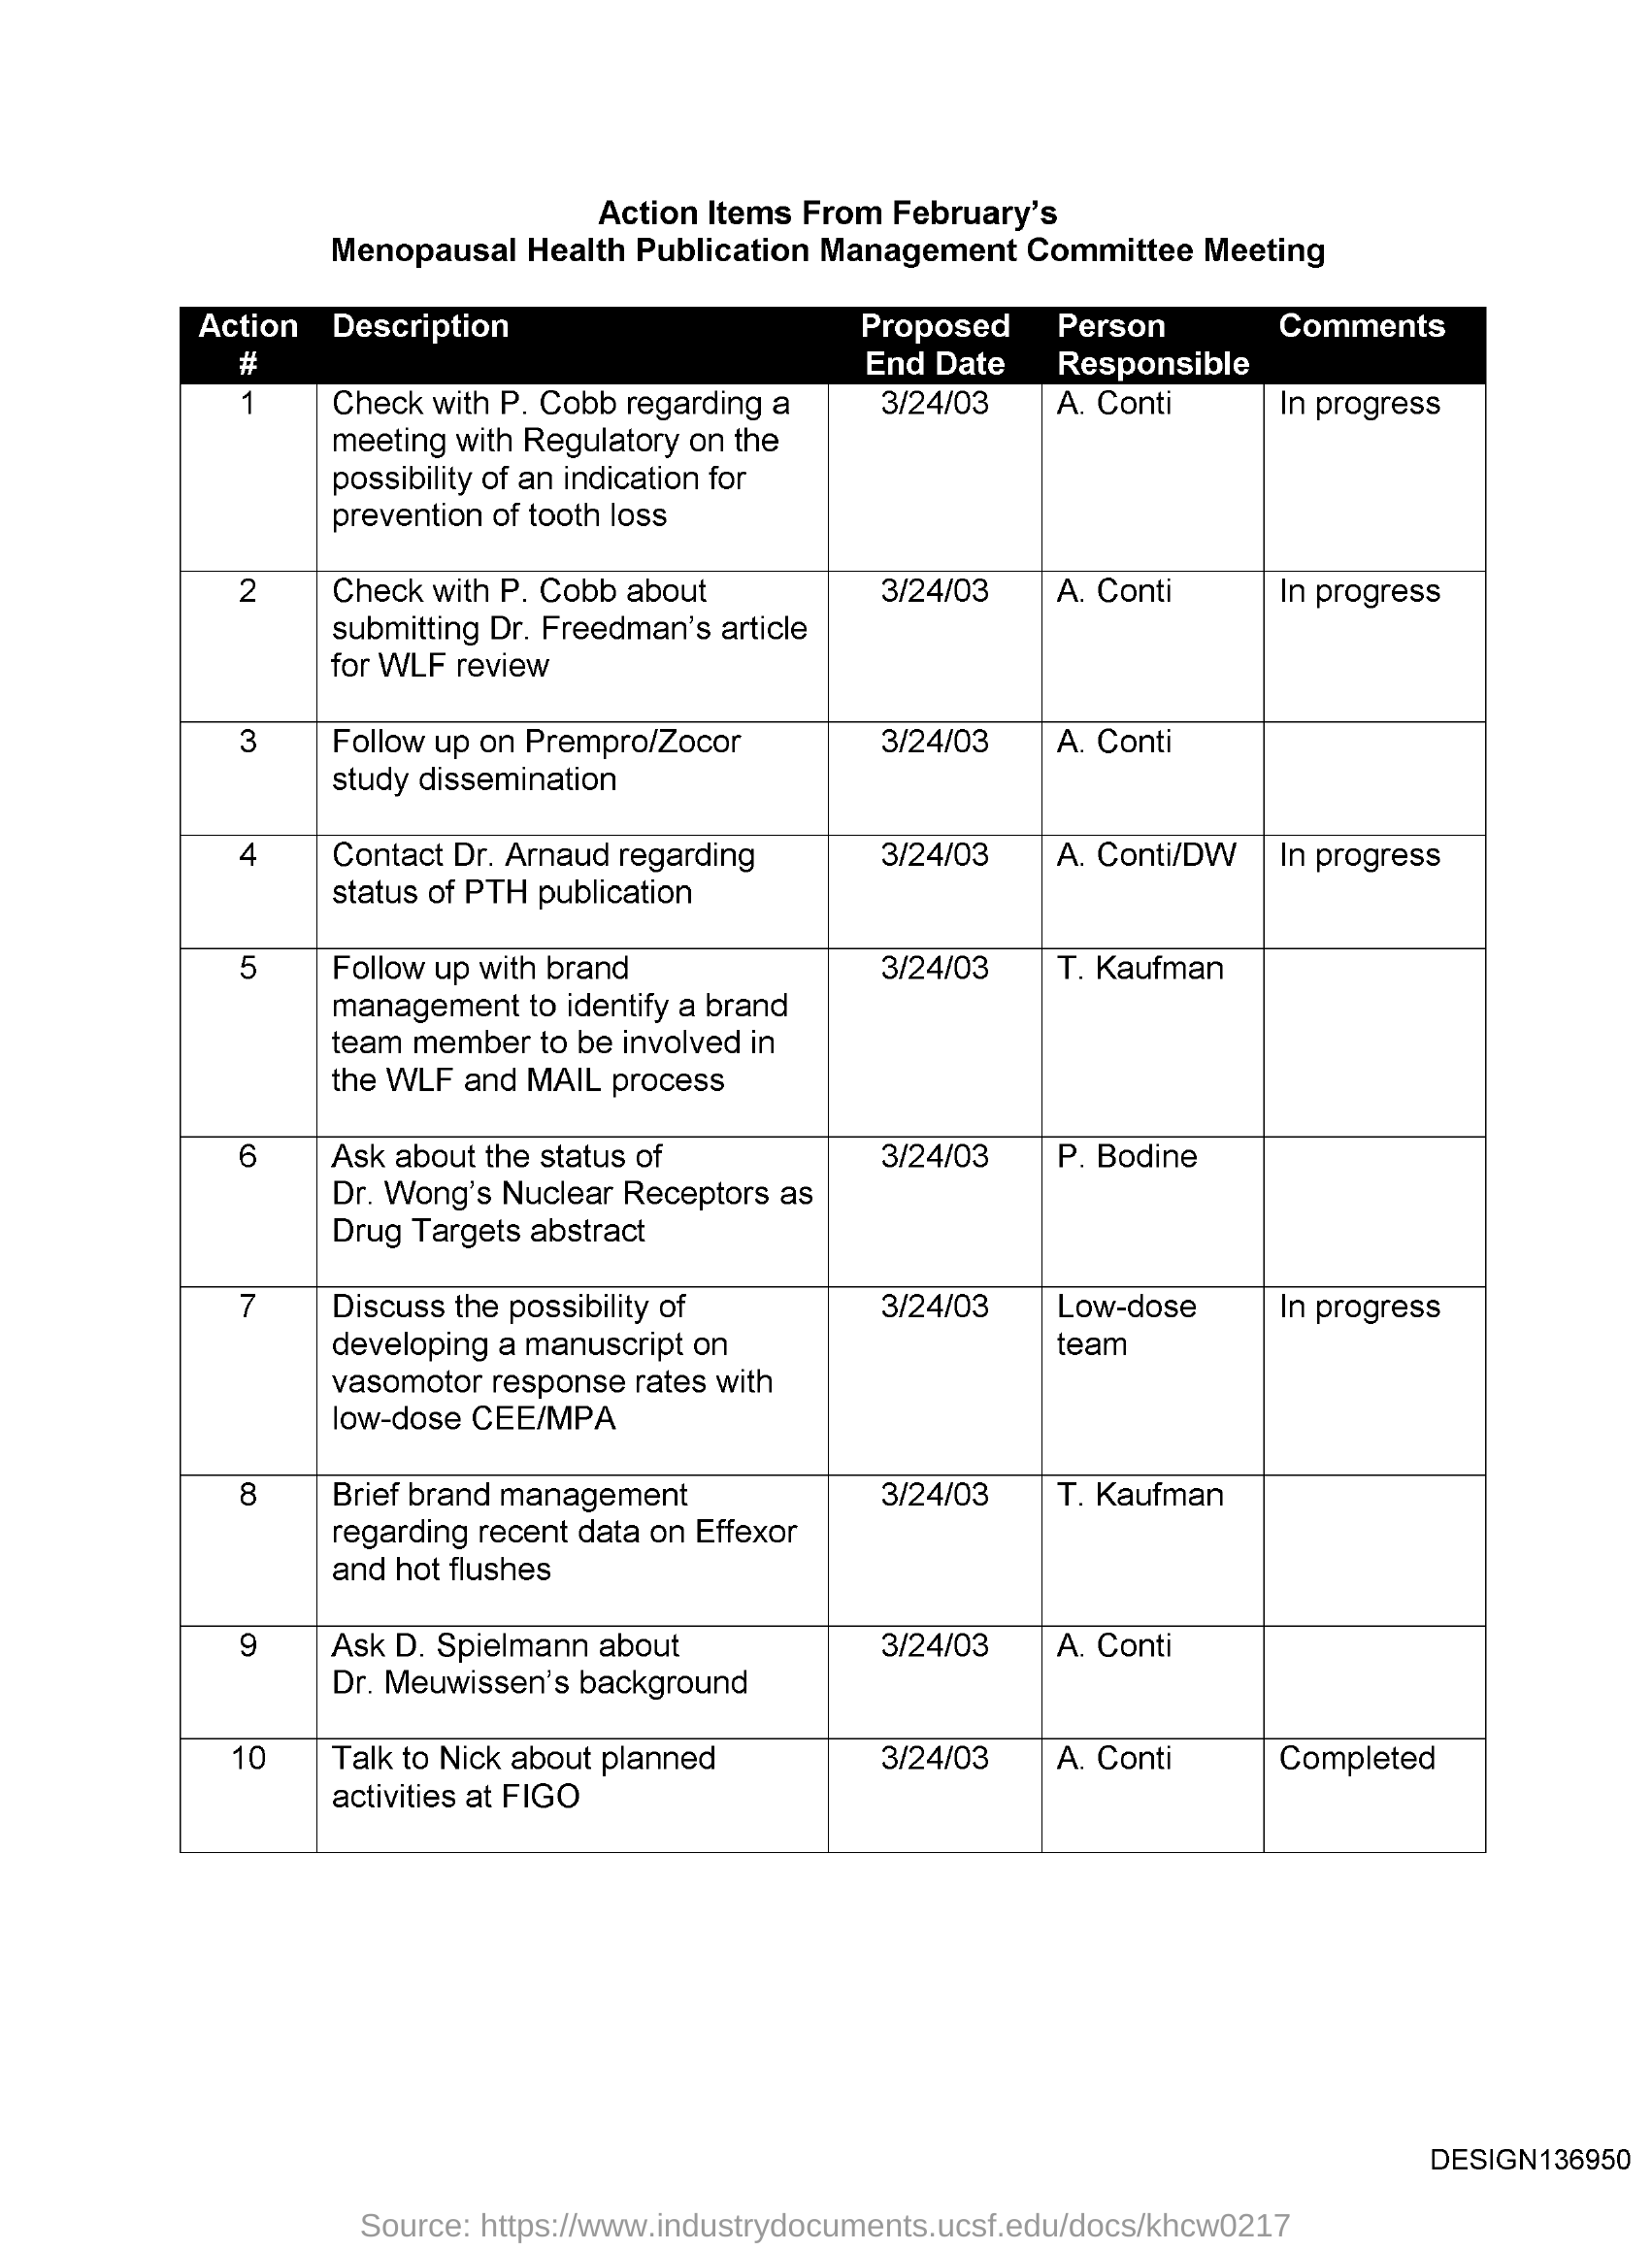 Action Items From February's
Menopausal Health Publication Management Committee Meeting
Action # Description Proposed End Date Person Responsible Comments
1 Check with P. Cobb regarding a 3/24/03 A. Conti In progress
meeting with Regulatory on the
possibility of an indication for
prevention of tooth loss
2 Check with P. Cobb about 3/24/03 A. Conti In progress
submitting Dr. Freedman's article
for WLF review
3 Follow up on Prempro/Zocor 3/24/03 A. Conti
study dissemination
4 Contact Dr. Arnaud regarding 3/24/03 A. Conti/DW In progress
status of PTH publication
5 Follow up with brand 3/24/03 T. Kaufman
management to identify a brand
team member to be involved in
the WLF and MAIL process
6 Ask about the status of 3/24/03 P. Bodine
Dr. Wong's Nuclear Receptors as
Drug Targets abstract
7 Discuss the possibility of 3/24/03 Low-dose In progress
developing a manuscript on team
vasomotor response rates with
low-dose CEE/MPA
8 Brief brand management 3/24/03 T. Kaufman
regarding recent data on Effexor
and hot flushes
9 Ask D. Spielmann about 3/24/03 A. Conti
Dr. Meuwissen's background
10 Talk to Nick about planned 3/24/03 A. Conti Completed
activities at FIGO
DESIGN136950
Source: https://www.industrydocuments.ucsf.edu/docs/khcw0217